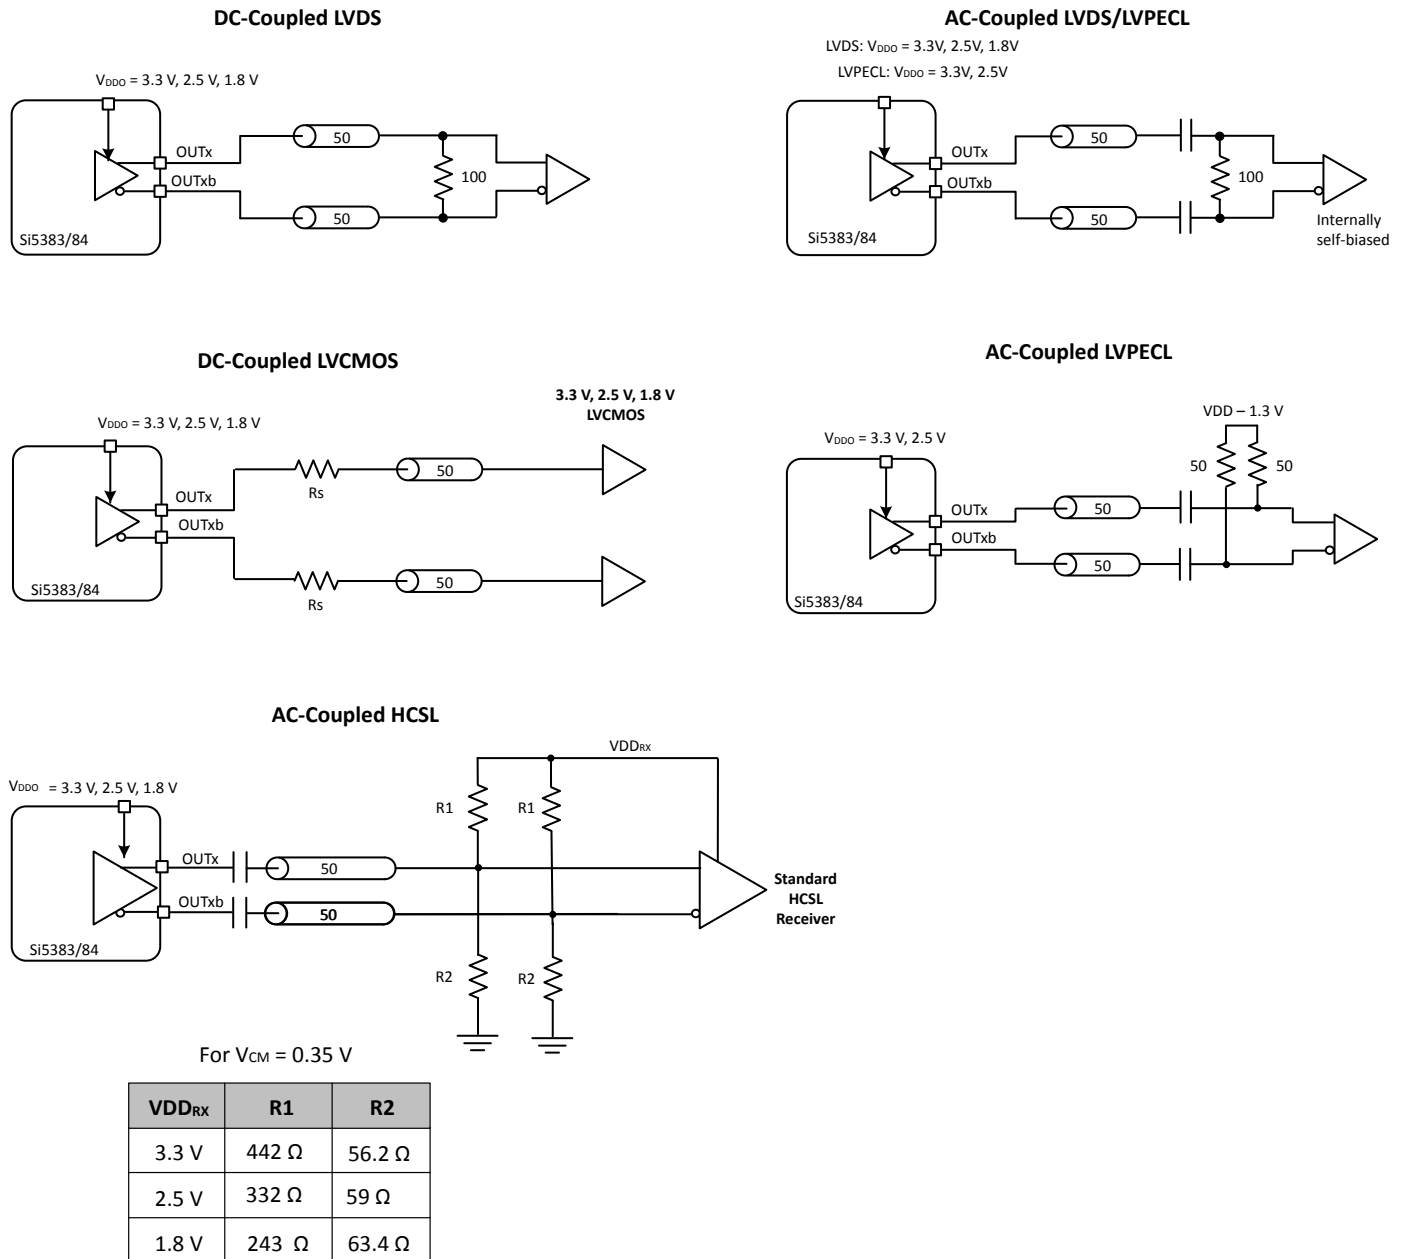 DC-Coupled LVDS
VDDO = 3.3 V, 2.5 V, 1.8 V
OUTx
OUTxb
50
50
100
Si5383/84
AC-Coupled LVDS/LVPECL
LVDS: VDDO = 3.3V, 2.5V, 1.8V
LVPECL: VDDO = 3.3V, 2.5V
OUTx
OUTxb
50
50
100
Si5383/84
Internally
self-biased
DC-Coupled LVCMOS
VDDO = 3.3 V, 2.5 V, 1.8 V
3.3 V, 2.5 V, 1.8 V
LVCMOS
OUTx
OUTxb
Rs
50
Rs
50
Si5383/84
AC-Coupled LVPECL
VDDO = 3.3 V, 2.5 V
VDD – 1.3 V
50
50
OUTx
OUTxb
50
50
Si5383/84
AC-Coupled HCSL
VDDO = 3.3 V, 2.5 V, 1.8 V
VDDRX
R1
R1
OUTx
OUTxb
50
50
R2
R2
Si5383/84
Standard
HCSL
Receiver
For VCM = 0.35 V
VDDRX R1 R2
3.3 V 442 Ω 56.2 Ω
2.5 V 332 Ω 59 Ω
1.8 V 243 Ω 63.4 Ω